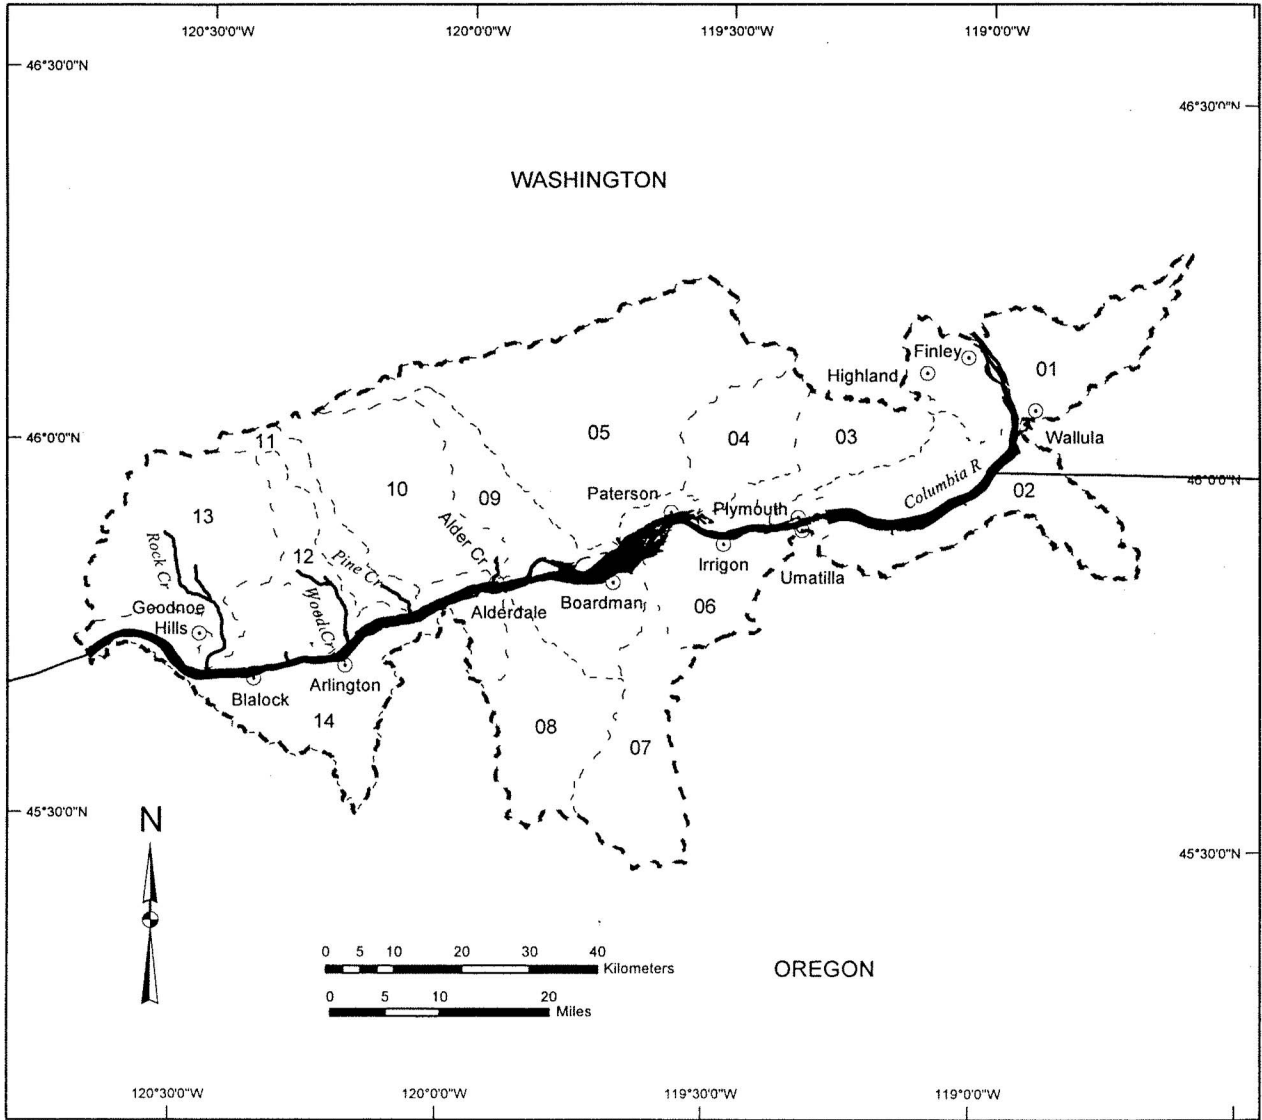 120°30'0"W 120°0'0"W 119°30'0"W 119°0'0"W
46°30'0"N
46°30'0"N
WASHINGTON
Finley
01
Highland
Wallula
46°0'0"N
11
05
04
03
46°0'0"N
10
09
Paterson
Columbia R
02
13
Plymouth
Alder Cr
Rock Cr
12
Pine Cr
Irrigon
Umatilla
Goodnoe
Hills
Wood Cr
Alderdale
Boardman
06
Blalock
Arlington
14
08
07
45°30'0"N
N
45°30'0"N
0 5 10 20 30 40
Kilometers
OREGON
0 5 10 20
Miles
120°30'0"W 120°0'0"W 119°30'0"W 119°0'0"W